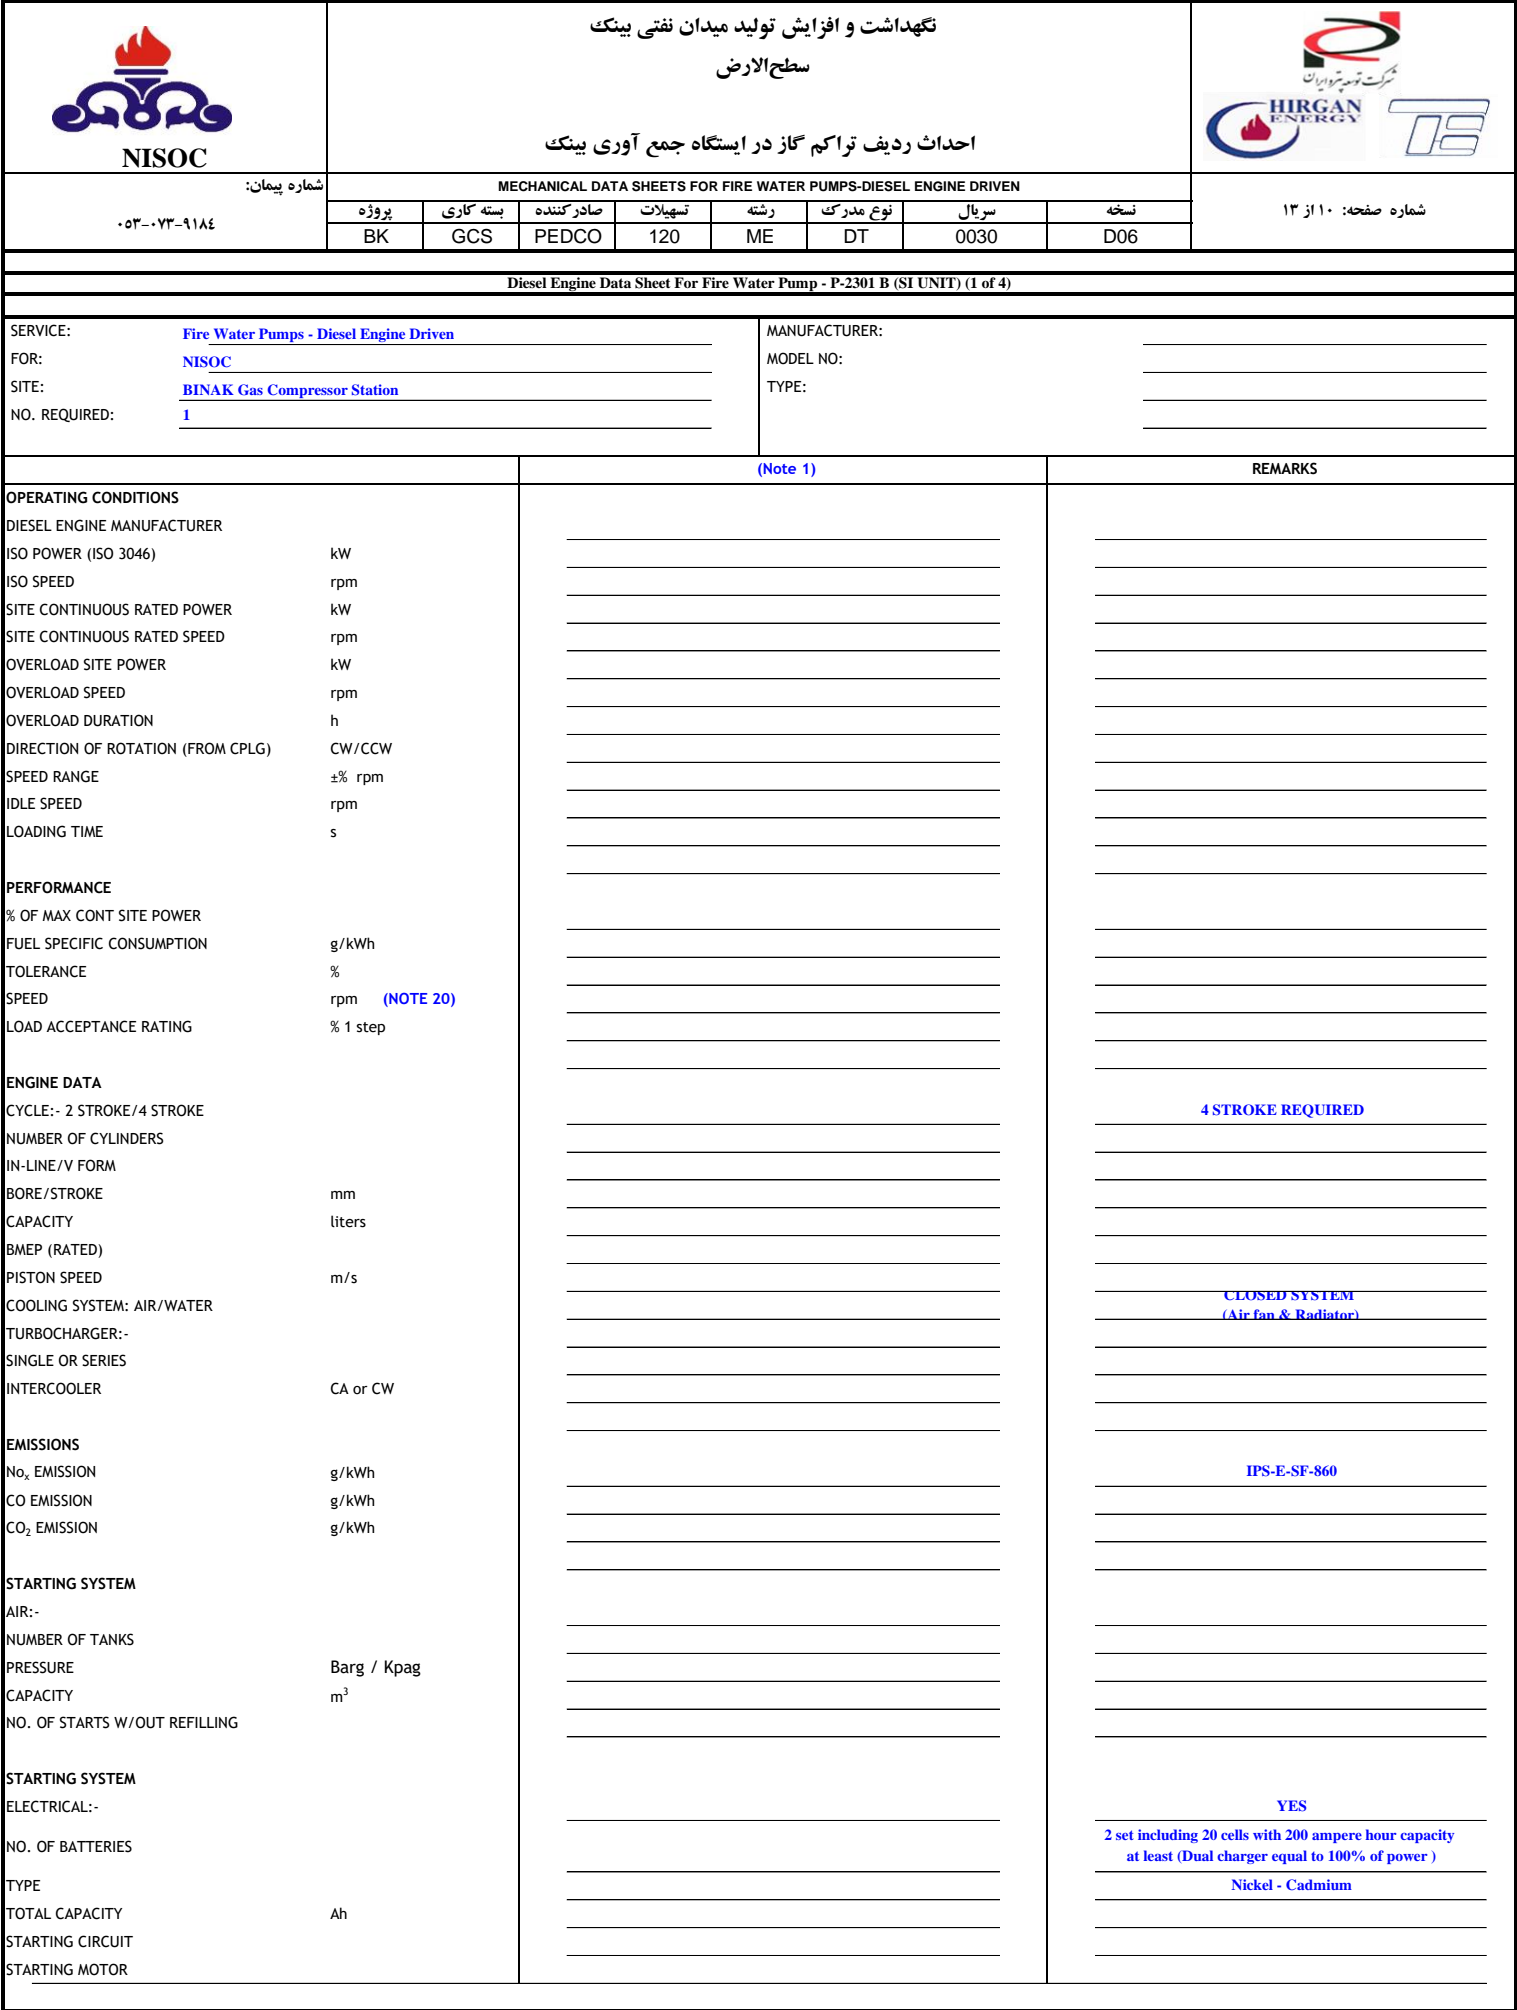 NISOC
نگهداشت و افزایش تولید میدان نفتی بینک
سطح‌الارض
احداث ردیف تراکم گاز در ایستگاه جمع آوری بینک
شرکت توسعه پترو ایران
HIRGAN
ENERGY
شماره پیمان:
۰۵۳-۰۷۳-۹۱۸٤
MECHANICAL DATA SHEETS FOR FIRE WATER PUMPS-DIESEL ENGINE DRIVEN
پروژه بسته کاری صادرکننده تسهیلات رشته نوع مدرک سریال نسخه
BK GCS PEDCO 120 ME DT 0030 D06
شماره صفحه: ۱۰ از ۱۳
Diesel Engine Data Sheet For Fire Water Pump - P-2301 B (SI UNIT) (1 of 4)
SERVICE: Fire Water Pumps - Diesel Engine Driven MANUFACTURER:
FOR: NISOC MODEL NO:
SITE: BINAK Gas Compressor Station TYPE:
NO. REQUIRED: 1
(Note 1) REMARKS
OPERATING CONDITIONS
DIESEL ENGINE MANUFACTURER
ISO POWER (ISO 3046) kW
ISO SPEED rpm
SITE CONTINUOUS RATED POWER kW
SITE CONTINUOUS RATED SPEED rpm
OVERLOAD SITE POWER kW
OVERLOAD SPEED rpm
OVERLOAD DURATION h
DIRECTION OF ROTATION (FROM CPLG) CW/CCW
SPEED RANGE ±% rpm
IDLE SPEED rpm
LOADING TIME s
PERFORMANCE
% OF MAX CONT SITE POWER
FUEL SPECIFIC CONSUMPTION g/kWh
TOLERANCE %
SPEED rpm (NOTE 20)
LOAD ACCEPTANCE RATING % 1 step
ENGINE DATA
CYCLE:- 2 STROKE/4 STROKE 4 STROKE REQUIRED
NUMBER OF CYLINDERS
IN-LINE/V FORM
BORE/STROKE mm
CAPACITY liters
BMEP (RATED)
PISTON SPEED m/s
COOLING SYSTEM: AIR/WATER CLOSED SYSTEM
(Air fan & Radiator)
TURBOCHARGER:-
SINGLE OR SERIES
INTERCOOLER CA or CW
EMISSIONS
Noₓ EMISSION g/kWh IPS-E-SF-860
CO EMISSION g/kWh
CO₂ EMISSION g/kWh
STARTING SYSTEM
AIR:-
NUMBER OF TANKS
PRESSURE Barg / Kpag
CAPACITY m³
NO. OF STARTS W/OUT REFILLING
STARTING SYSTEM
ELECTRICAL:- YES
NO. OF BATTERIES 2 set including 20 cells with 200 ampere hour capacity
at least (Dual charger equal to 100% of power )
TYPE Nickel - Cadmium
TOTAL CAPACITY Ah
STARTING CIRCUIT
STARTING MOTOR